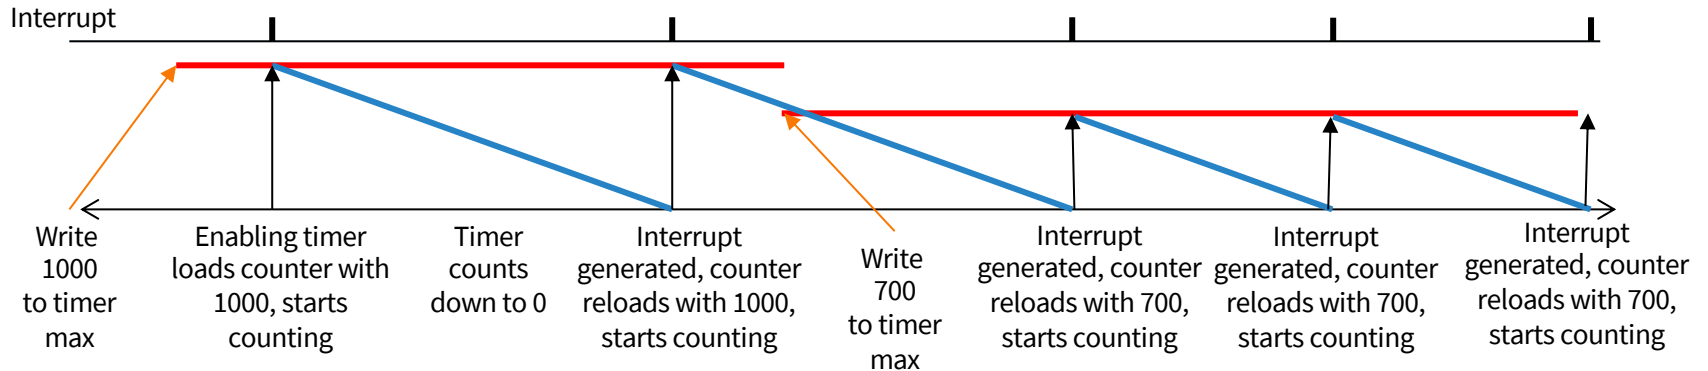 Interrupt
Write
1000
to timer
max
Enabling timer
loads counter with
1000, starts
counting
Timer
counts
down to 0
Interrupt
generated, counter
reloads with 1000,
starts counting
Write
700
to timer
max
Interrupt
generated, counter
reloads with 700,
starts counting
Interrupt
generated, counter
reloads with 700,
starts counting
Interrupt
generated, counter
reloads with 700,
starts counting